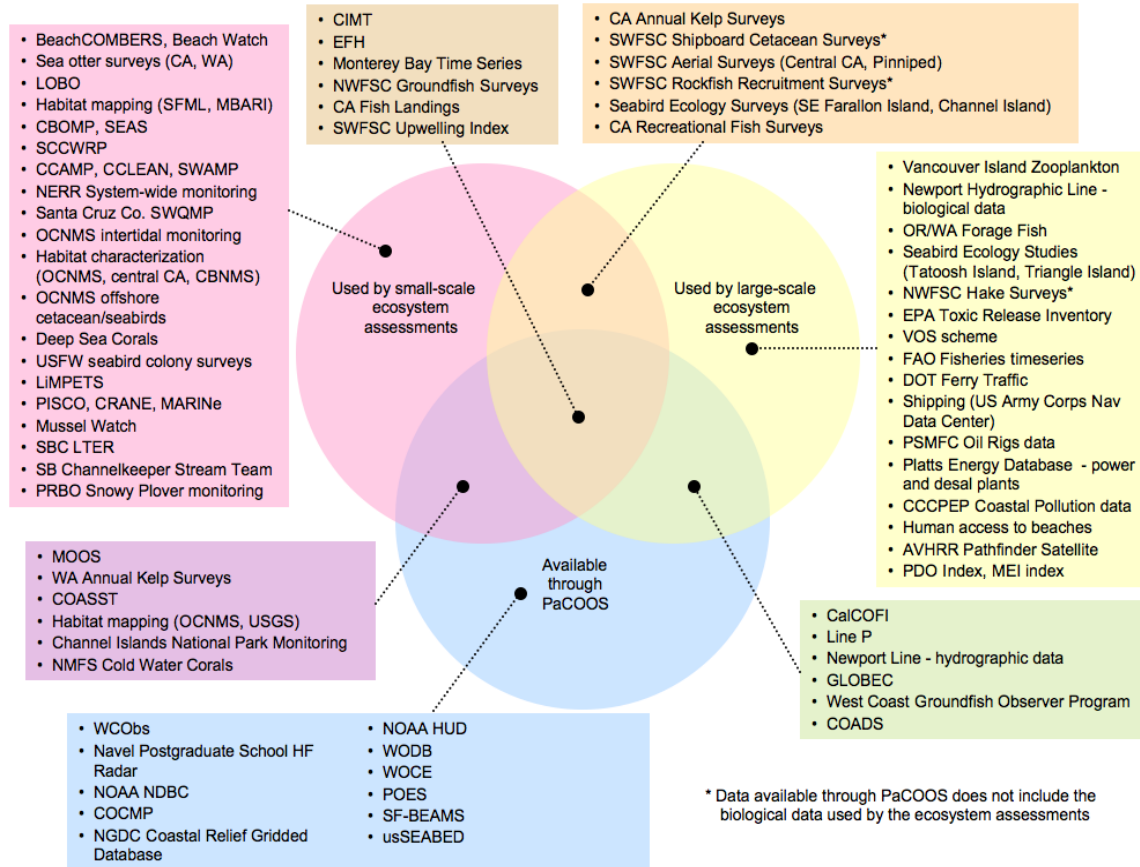 • BeachCOMBERS, Beach Watch
• Sea otter surveys (CA, WA)
• LOBO
• Habitat mapping (SFML, MBARI)
• CBOMP, SEAS
• SCCWRP
• CCAMP, CCLEAN, SWAMP
• NERR System-wide monitoring
• Santa Cruz Co. SWQMP
• OCNMS intertidal monitoring
• Habitat characterization
(OCNMS, central CA, CBNMS)
• OCNMS offshore
cetacean/seabirds
• Deep Sea Corals
• USFW seabird colony surveys
• LiMPETS
• PISCO, CRANE, MARINe
• Mussel Watch
• SBC LTER
• SB Channelkeeper Stream Team
• PRBO Snowy Plover monitoring
• CIMT
• EFH
• Monterey Bay Time Series
• NWFSC Groundfish Surveys
• CA Fish Landings
• SWFSC Upwelling Index
• CA Annual Kelp Surveys
• SWFSC Shipboard Cetacean Surveys*
• SWFSC Aerial Surveys (Central CA, Pinniped)
• SWFSC Rockfish Recruitment Surveys*
• Seabird Ecology Surveys (SE Farallon Island, Channel Island)
• CA Recreational Fish Surveys
• Vancouver Island Zooplankton
• Newport Hydrographic Line -
biological data
• OR/WA Forage Fish
• Seabird Ecology Studies
(Tatoosh Island, Triangle Island)
• NWFSC Hake Surveys*
• EPA Toxic Release Inventory
• VOS scheme
• FAO Fisheries timeseries
• DOT Ferry Traffic
• Shipping (US Army Corps Nav
Data Center)
• PSMFC Oil Rigs data
• Platts Energy Database - power
and desal plants
• CCCPEP Coastal Pollution data
• Human access to beaches
• AVHRR Pathfinder Satellite
• PDO Index, MEI index
Used by small-scale
ecosystem
assessments
Used by large-scale
ecosystem
assessments
Available
through
PaCOOS
• MOOS
• WA Annual Kelp Surveys
• COASST
• Habitat mapping (OCNMS, USGS)
• Channel Islands National Park Monitoring
• NMFS Cold Water Corals
• CalCOFI
• Line P
• Newport Line - hydrographic data
• GLOBEC
• West Coast Groundfish Observer Program
• COADS
• WCObs
• Navel Postgraduate School HF
Radar
• NOAA NDBC
• COCMP
• NGDC Coastal Relief Gridded
Database
• NOAA HUD
• WODB
• WOCE
• POES
• SF-BEAMS
• usSEABED
* Data available through PaCOOS does not include the
biological data used by the ecosystem assessments